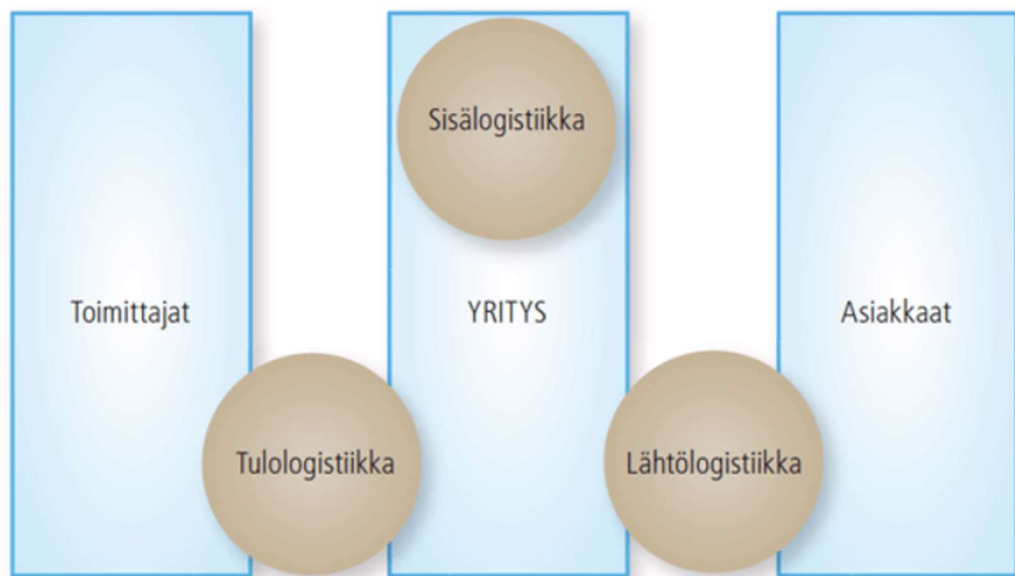 Sisälogistiikka
Toimittajat
YRITYS
Asiakkaat
Tulologistiikka
Lähtölogistiikka